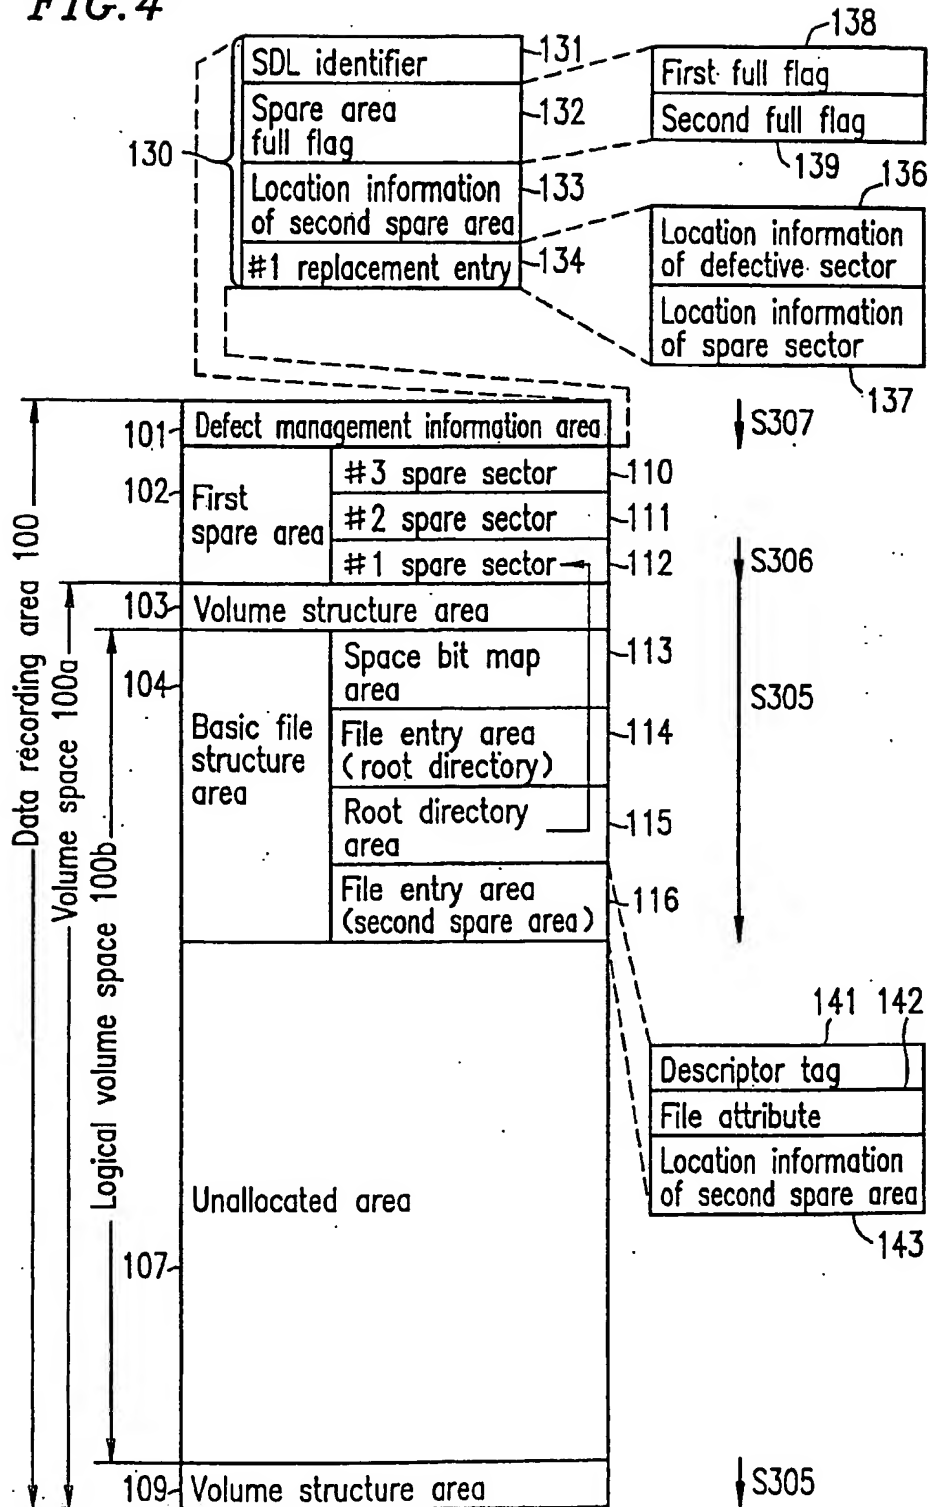 FIG. 4
138
131
SDL identifier
First full flag
Spare area
full flag
132
Second full flag
130
139
136
Location information
of second spare area
133
Location information
of defective sector
#1 replacement entry
134
Location information
of spare sector
137
101
Defect management information area
S307
102
First
spare area
#3 spare sector
110
#2 spare sector
111
#1 spare sector
112
S306
103
Volume structure area
104
Basic file
structure
area
Space bit map
area
113
S305
File entry area
(root directory)
114
Root directory
area
115
File entry area
(second spare area)
116
Data recording area 100
Volume space 100a
Logical volume space 100b
141
142
Descriptor tag
File attribute
Location information
of second spare area
143
Unallocated area
107
109
Volume structure area
S305